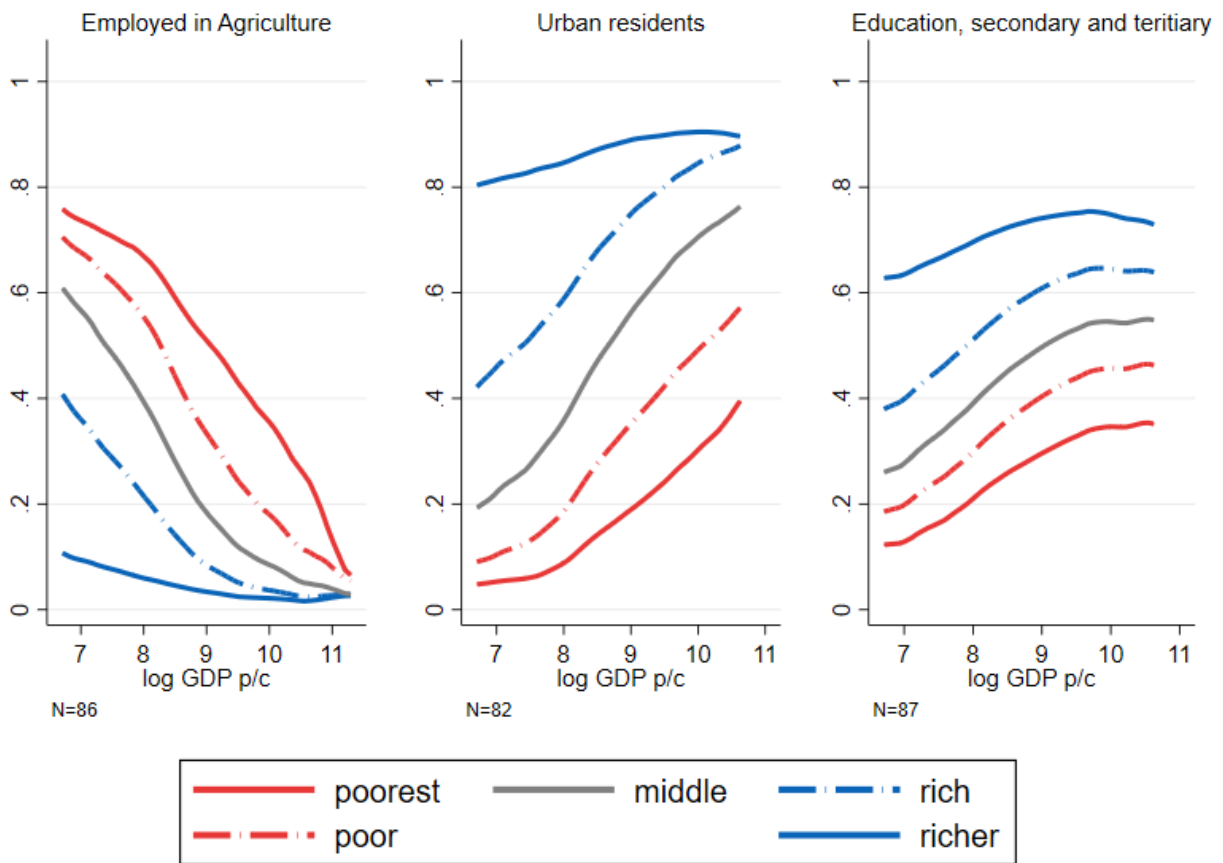 Employed in Agriculture
1
.8
.6
.4
.2
0
7 8 9 10 11
log GDP p/c
N=86
Urban residents
1
.8
.6
.4
.2
0
7 8 9 10 11
log GDP p/c
N=82
Education, secondary and teritiary
1
.8
.6
.4
.2
0
7 8 9 10 11
log GDP p/c
N=87
poorest middle rich
poor richer